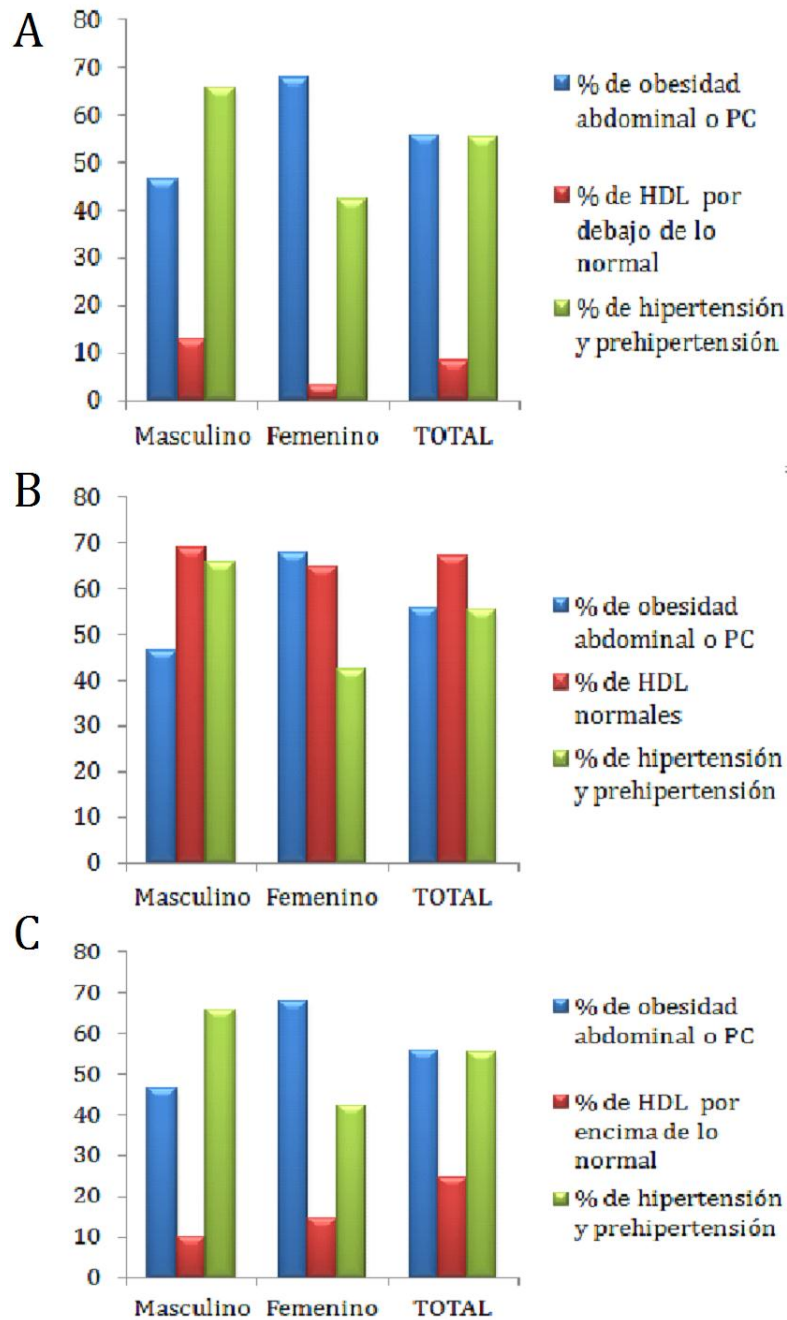 A
80
70
60
50
40
30
20
10
0
Masculino Femenino TOTAL
% de obesidad
abdominal o PC
% de HDL por
debajo de lo
normal
% de hipertensión
y prehipertensión
B
80
70
60
50
40
30
20
10
0
Masculino Femenino TOTAL
% de obesidad
abdominal o PC
% de HDL
normales
% de hipertensión
y prehipertensión
C
80
70
60
50
40
30
20
10
0
Masculino Femenino TOTAL
% de obesidad
abdominal o PC
% de HDL por
encima de lo
normal
% de hipertensión
y prehipertensión